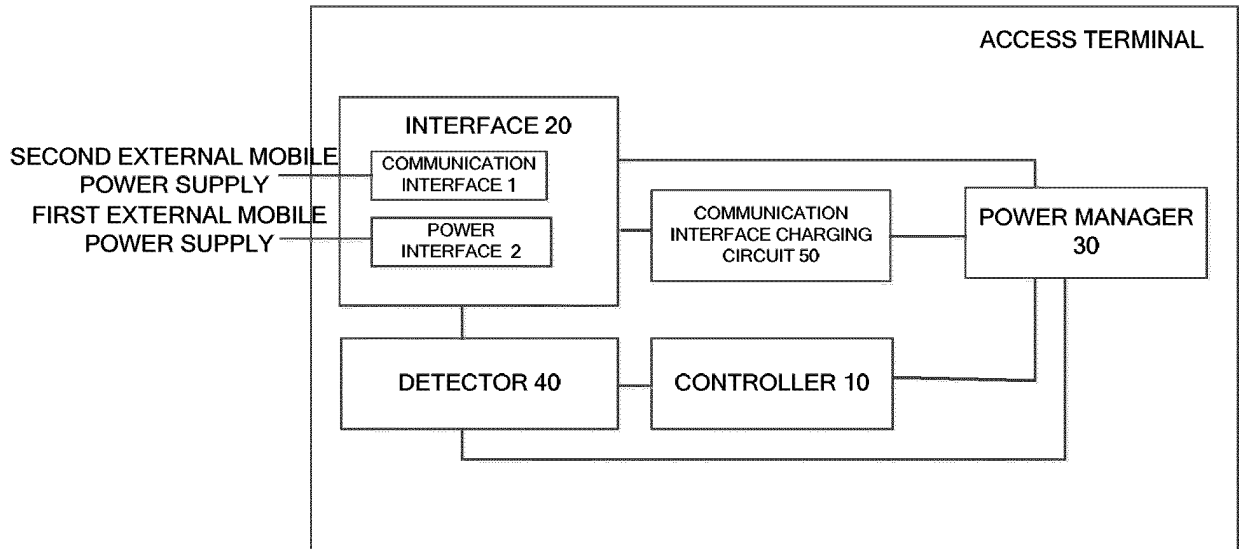 ACCESS TERMINAL
INTERFACE 20
SECOND EXTERNAL MOBILE
POWER SUPPLY
COMMUNICATION
INTERFACE 1
FIRST EXTERNAL MOBILE
POWER SUPPLY
POWER
INTERFACE 2
COMMUNICATION
INTERFACE CHARGING
CIRCUIT 50
POWER MANAGER
30
DETECTOR 40
CONTROLLER 10